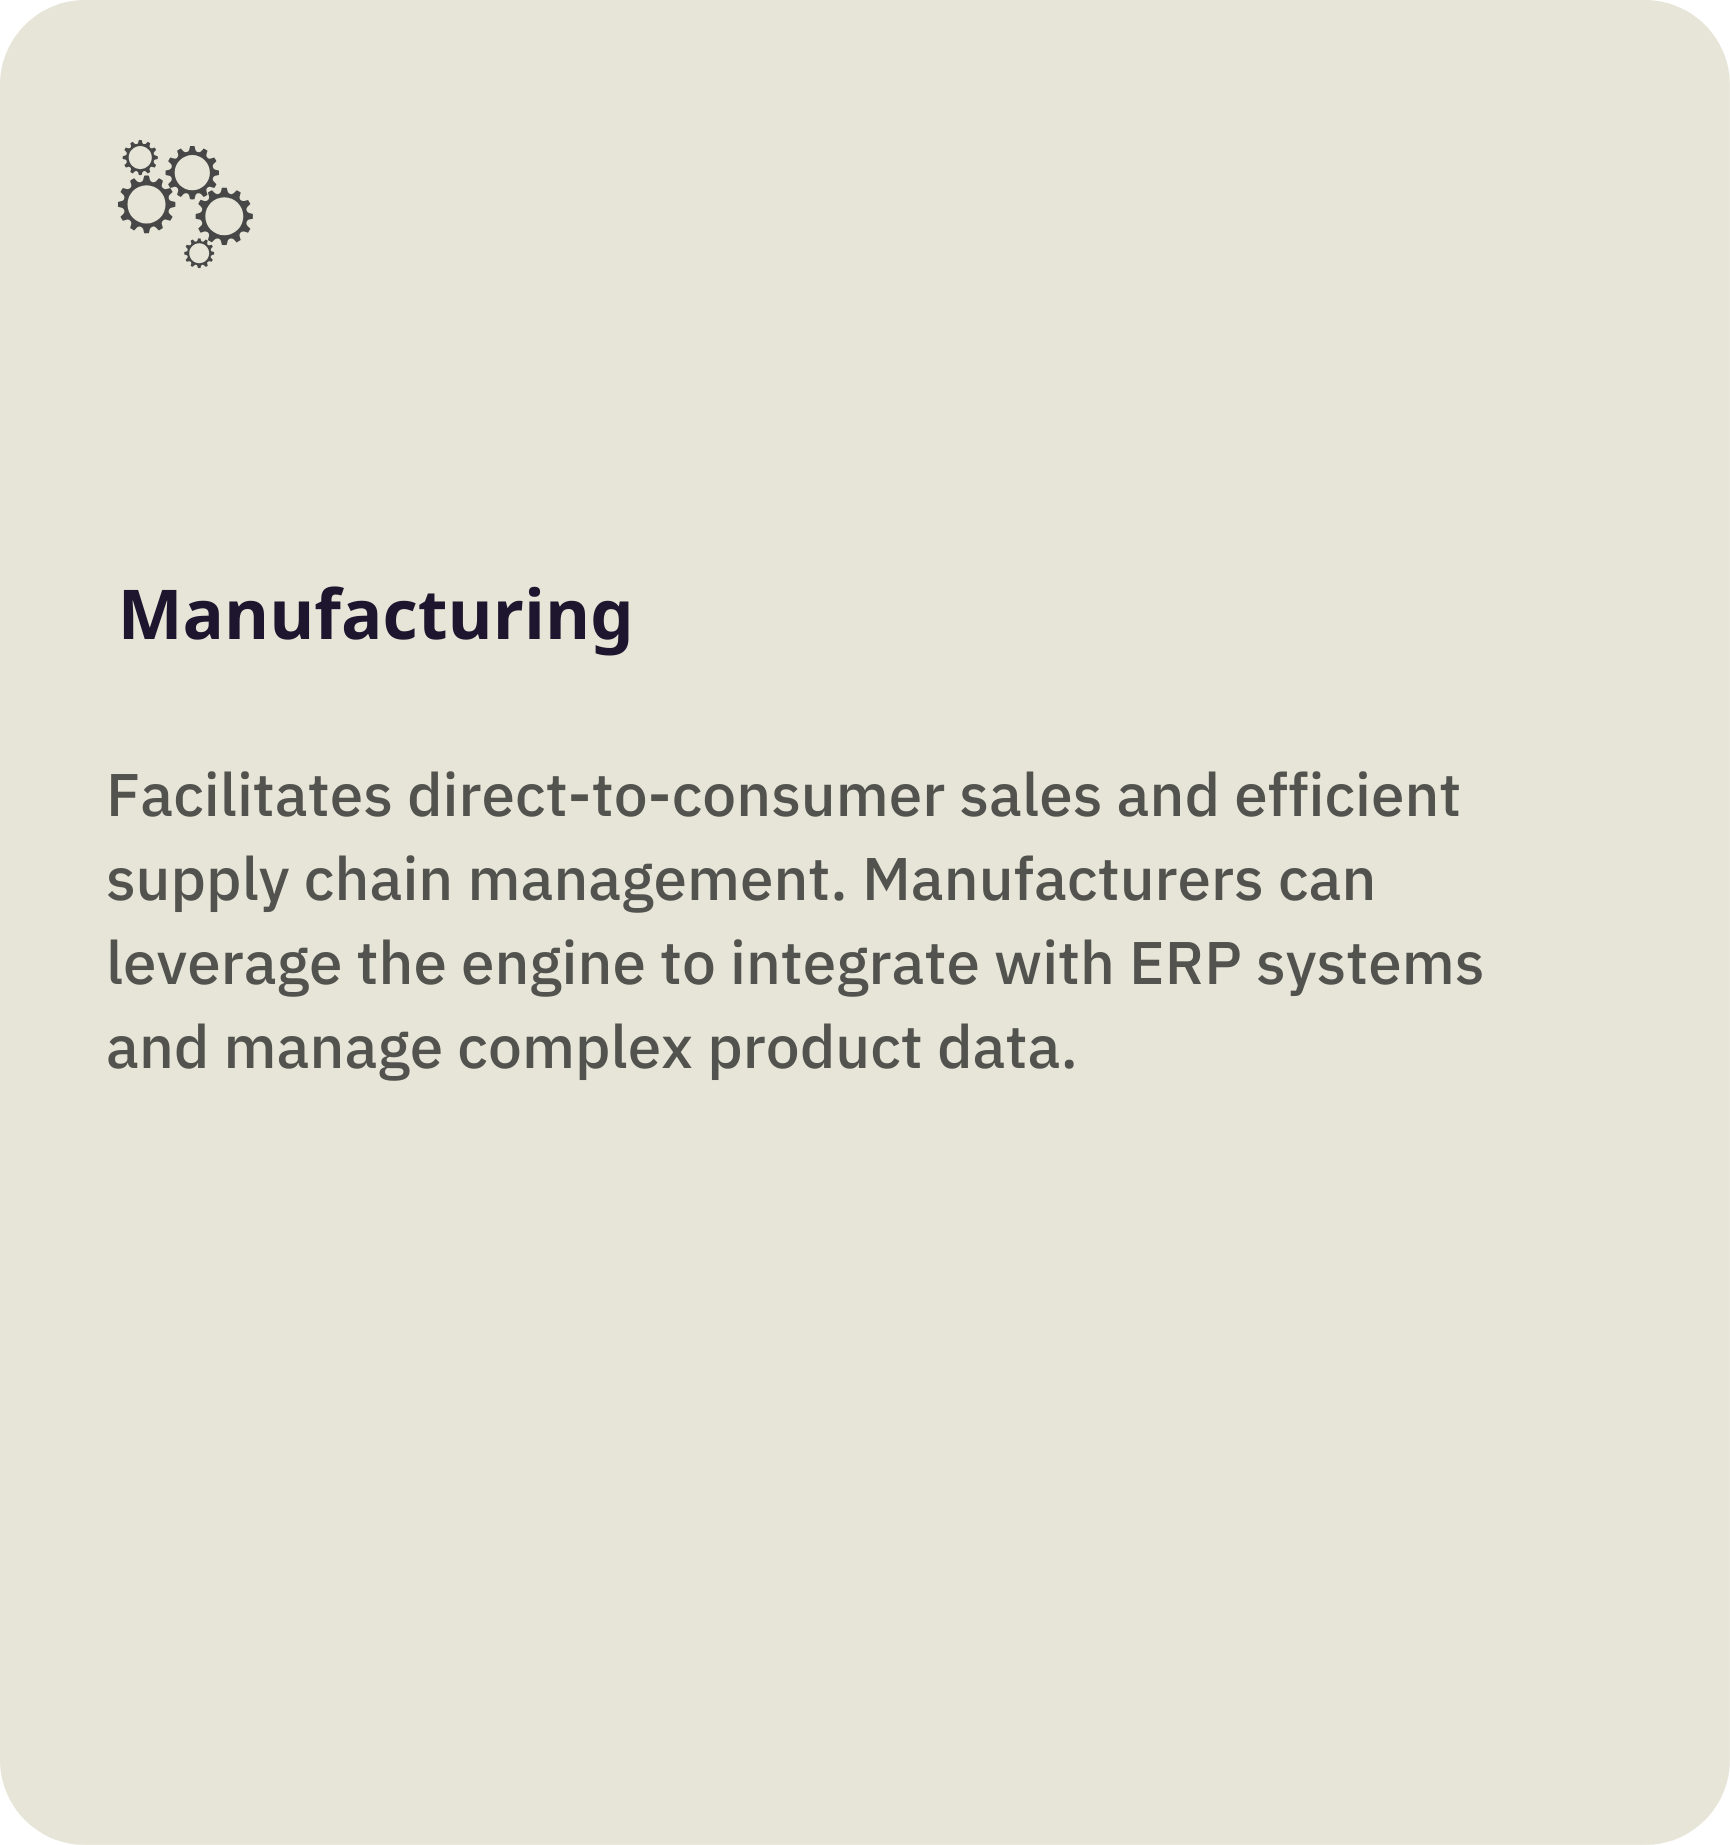 Manufacturing
Facilitates direct-to-consumer sales and efficient
supply chain management. Manufacturers can
leverage the engine to integrate with ERP systems
and manage complex product data.